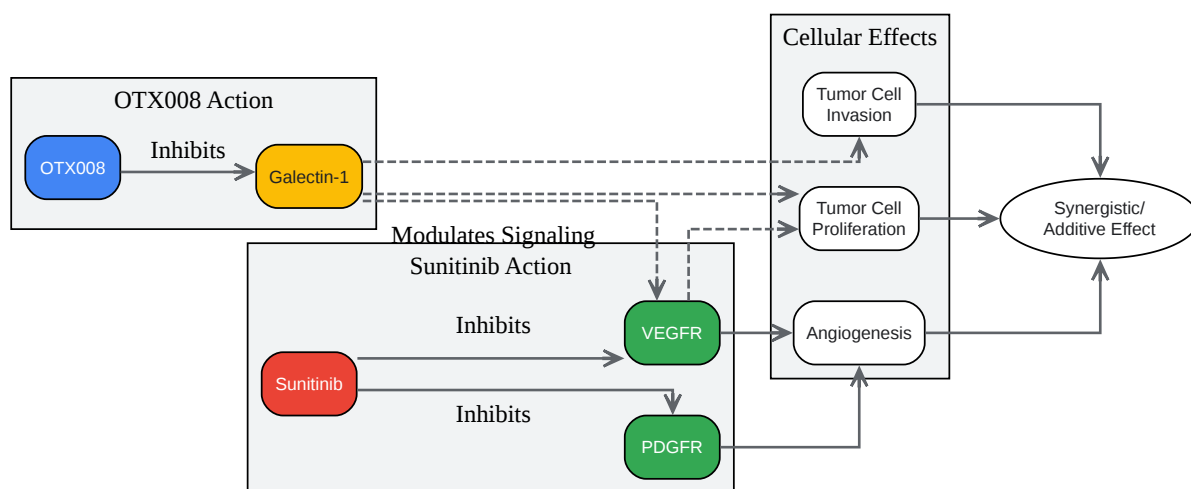 Cellular Effects
OTX008 Action
Tumor Cell
Invasion
Inhibits
OTX008
Galectin-1
Tumor Cell
Proliferation
Synergistic/
Additive Effect
Modulates Signaling
Sunitinib Action
Inhibits
VEGFR
Angiogenesis
Sunitinib
Inhibits
PDGFR